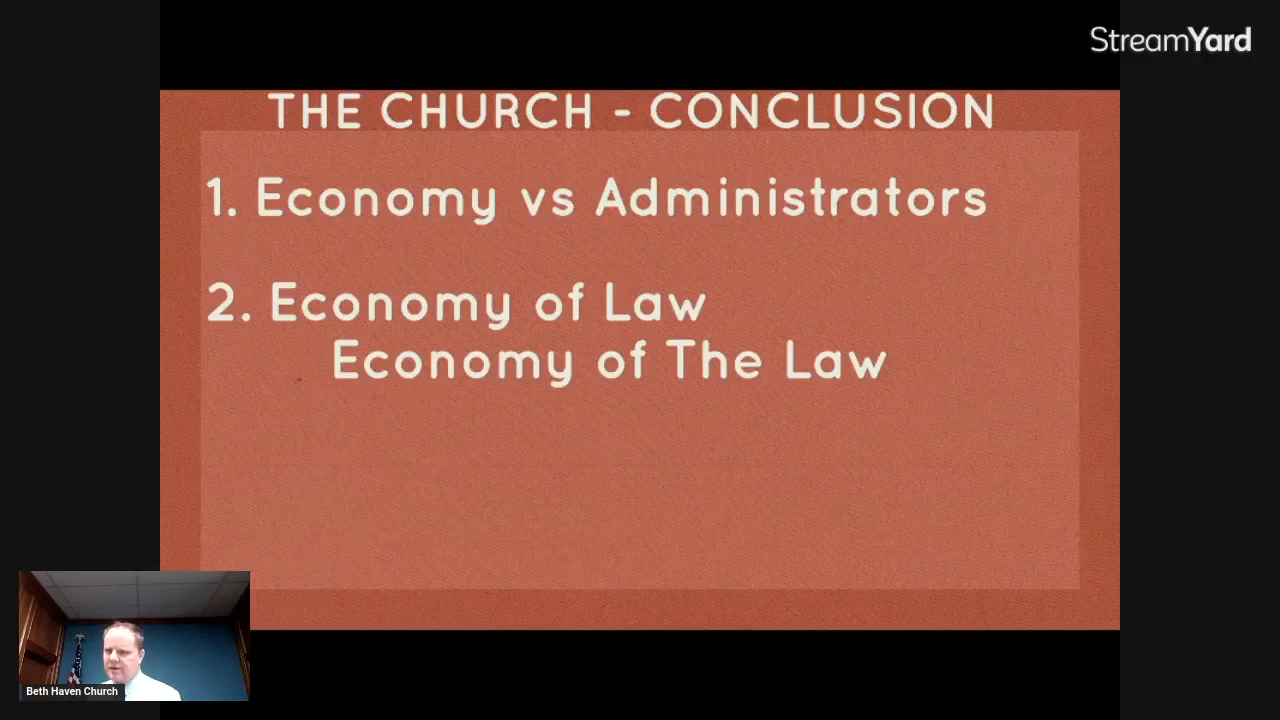 StreamYard
THE CHURCH - CONCLUSION
1. Economy vs Administrators
2. Economy of Law
Economy of The Law
Beth Haven Church